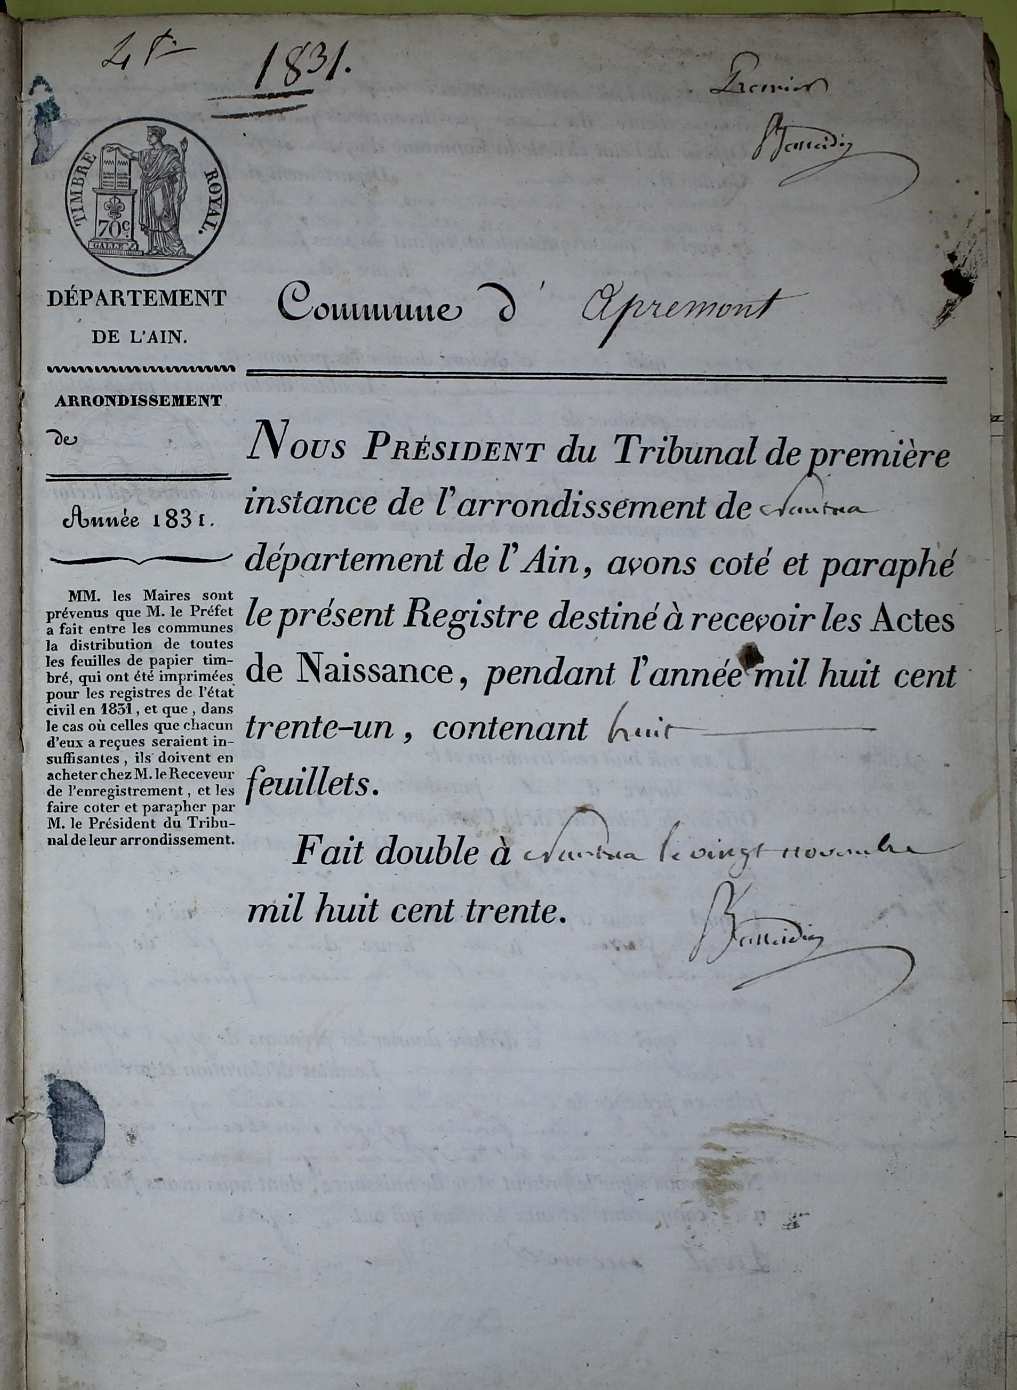 1831.
Premier
TIMBRE ROYAL.
70c.
DÉPARTEMENT
DE L'AIN.
ARRONDISSEMENT
de
Année 1831.
MM. les Maires sont
prévenus que M. le Préfet
a fait entre les communes
la distribution de toutes
les feuilles de papier tim-
bré, qui ont été imprimées
pour les registres de l'état
civil en 1831, et que, dans
le cas où celles que chacun
d'eux a reçues seraient in-
suffisantes, ils doivent en
acheter chez M. le Receveur
de l'enregistrement, et les
faire coter et parapher par
M. le Président du Tribu-
nal de leur arrondissement.
Commune d' Apremont
NOUS PRÉSIDENT du Tribunal de première
instance de l'arrondissement de Nantua
département de l'Ain, avons coté et paraphé
le présent Registre destiné à recevoir les Actes
de Naissance, pendant l'année mil huit cent
trente-un, contenant huit
feuillets.
Fait double à Nantua le vingt novembre
mil huit cent trente.